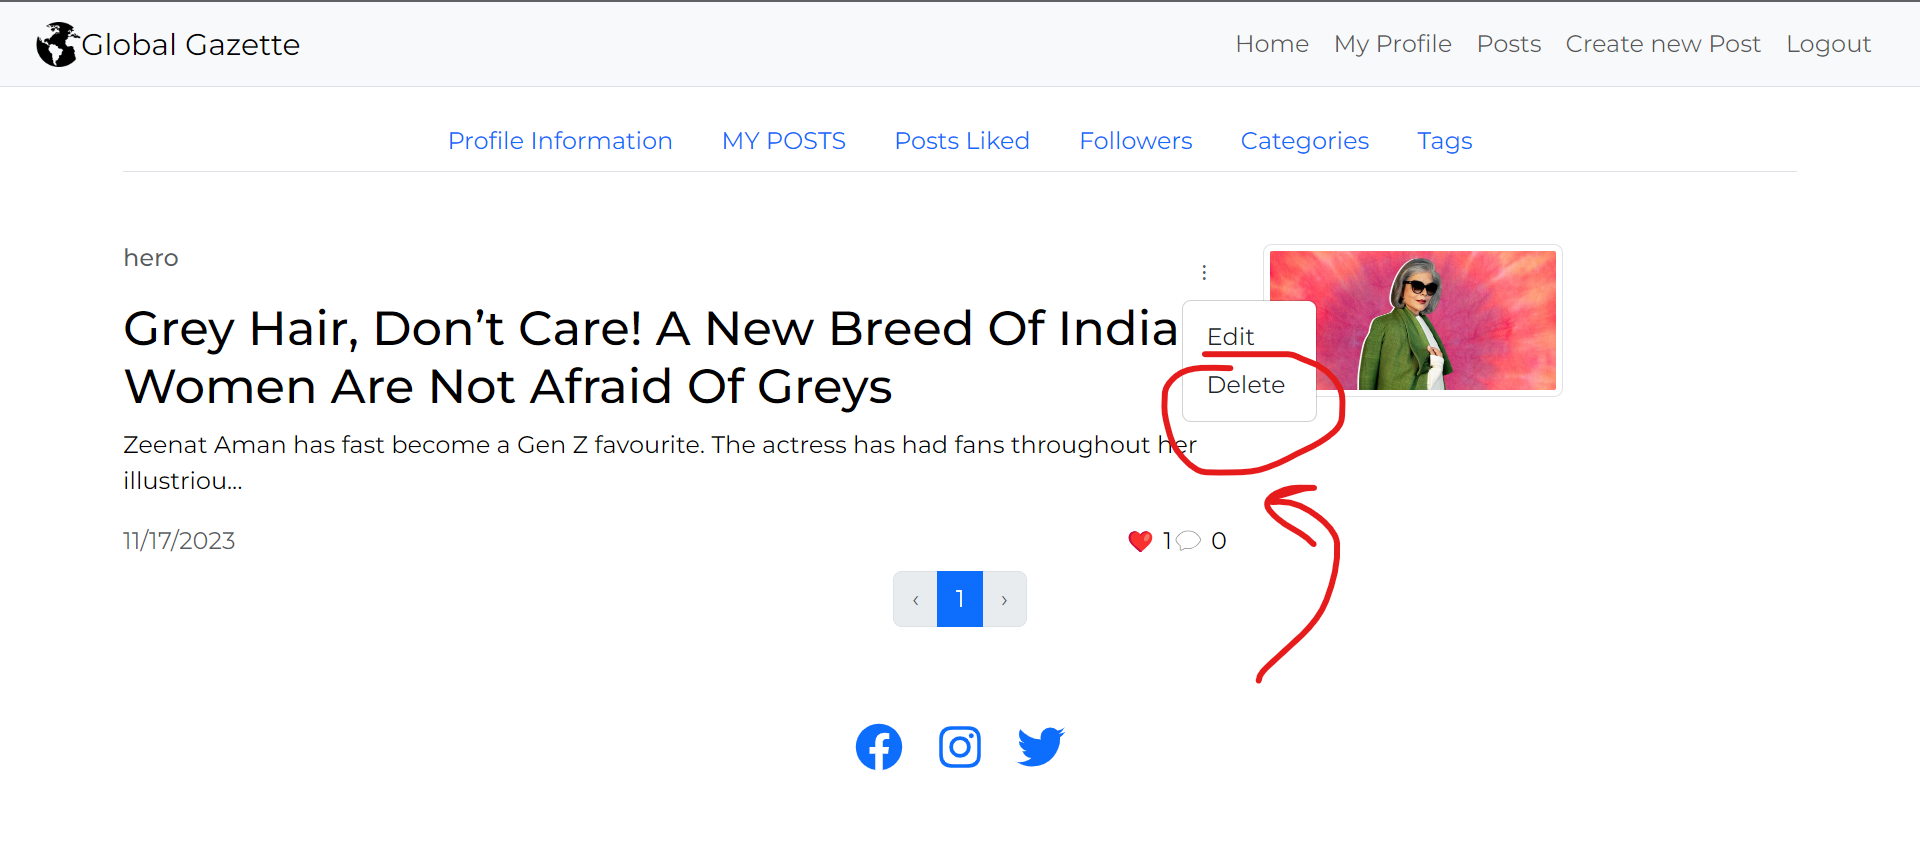 Global Gazette
Home My Profile Posts Create new Post Logout
Profile Information MY POSTS Posts Liked Followers Categories Tags
hero
Grey Hair, Don’t Care! A New Breed Of India
Women Are Not Afraid Of Greys
Edit
Delete
Zeenat Aman has fast become a Gen Z favourite. The actress has had fans throughout her
illustriou...
11/17/2023
1 0
‹ 1 ›